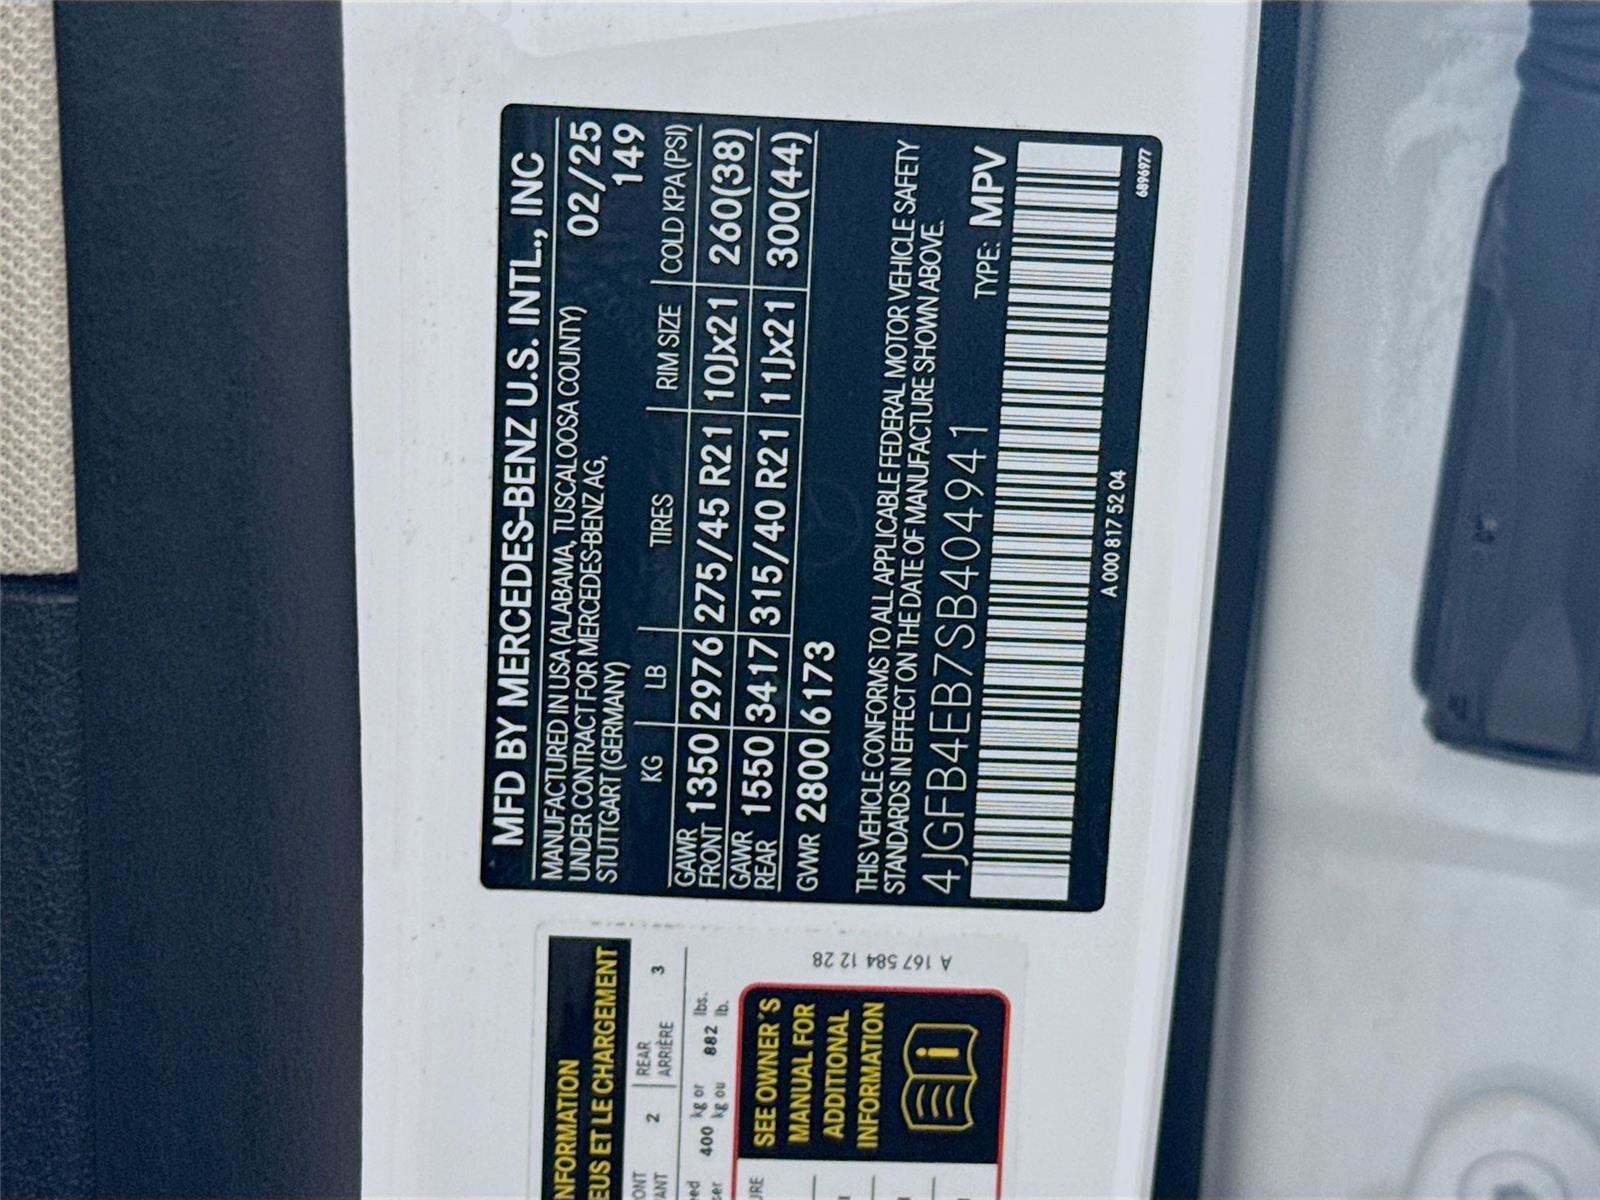 MFD BY MERCEDES-BENZ U.S. INTL., INC
MANUFACTURED IN USA (ALABAMA, TUSCALOOSA COUNTY) 02/25
UNDER CONTRACT FOR MERCEDES-BENZ AG, 149
STUTTGART (GERMANY)
KG LB TIRES RIM SIZE COLD KPA(PSI)
GAWR FRONT 1350 2976 275/45 R21 10Jx21 260(38)
GAWR REAR 1550 3417 315/40 R21 11Jx21 300(44)
GVWR 2800 6173
THIS VEHICLE CONFORMS TO ALL APPLICABLE FEDERAL MOTOR VEHICLE SAFETY
STANDARDS IN EFFECT ON THE DATE OF MANUFACTURE SHOWN ABOVE.
4JGFB4EB7SB404941 TYPE: MPV
A 000 817 52 04
6896977
NFORMATION
EUS ET LE CHARGEMENT
ONT 2 REAR 3
ANT ARRIÈRE
400 kg or 882 lbs.
kg ou lb.
SEE OWNER'S
MANUAL FOR
ADDITIONAL
INFORMATION
A 167 584 12 28